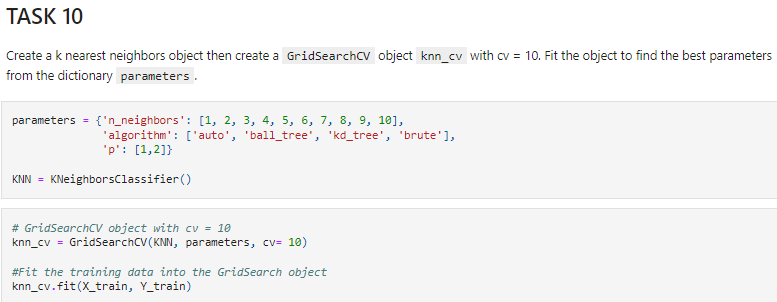 TASK 10
Create a k nearest neighbors object then create a GridSearchCV object knn_cv with cv = 10. Fit the object to find the best parameters
from the dictionary parameters .
parameters = {'n_neighbors': [1, 2, 3, 4, 5, 6, 7, 8, 9, 10],
'algorithm': ['auto', 'ball_tree', 'kd_tree', 'brute'],
'p': [1,2]}
KNN = KNeighborsClassifier()
# GridSearchCV object with cv = 10
knn_cv = GridSearchCV(KNN, parameters, cv= 10)
#Fit the training data into the GridSearch object
knn_cv.fit(X_train, Y_train)